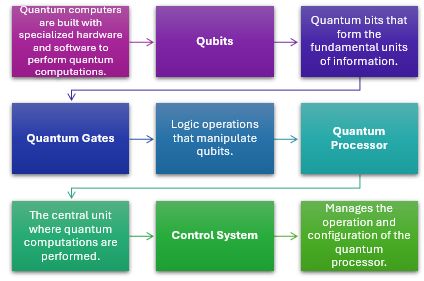 Quantum computers
are built with
specialized hardware
and software to
perform quantum
computations.
Qubits
Quantum bits that
form the
fundamental units
of information.
Quantum Gates
Logic operations
that manipulate
qubits.
Quantum
Processor
The central unit
where quantum
computations are
performed.
Control System
Manages the
operation and
configuration of the
quantum
processor.